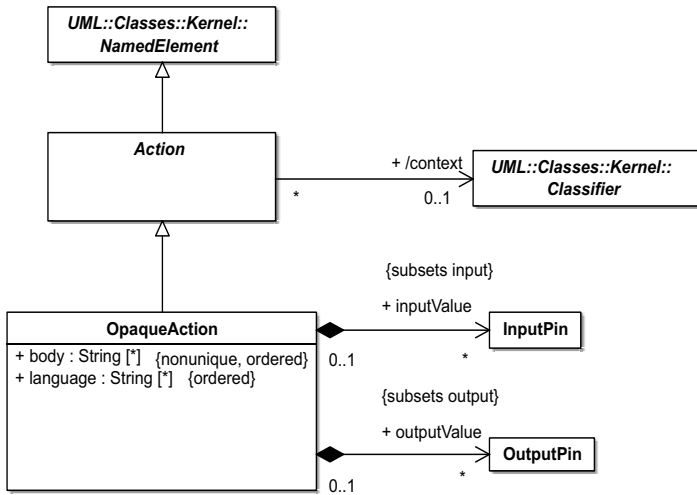 UML::Classes::Kernel::
NamedElement
Action
+ /context
*
0..1
UML::Classes::Kernel::
Classifier
{subsets input}
+ inputValue
0..1
*
InputPin
OpaqueAction
+ body : String [*] {nonunique, ordered}
+ language : String [*] {ordered}
{subsets output}
+ outputValue
0..1
*
OutputPin